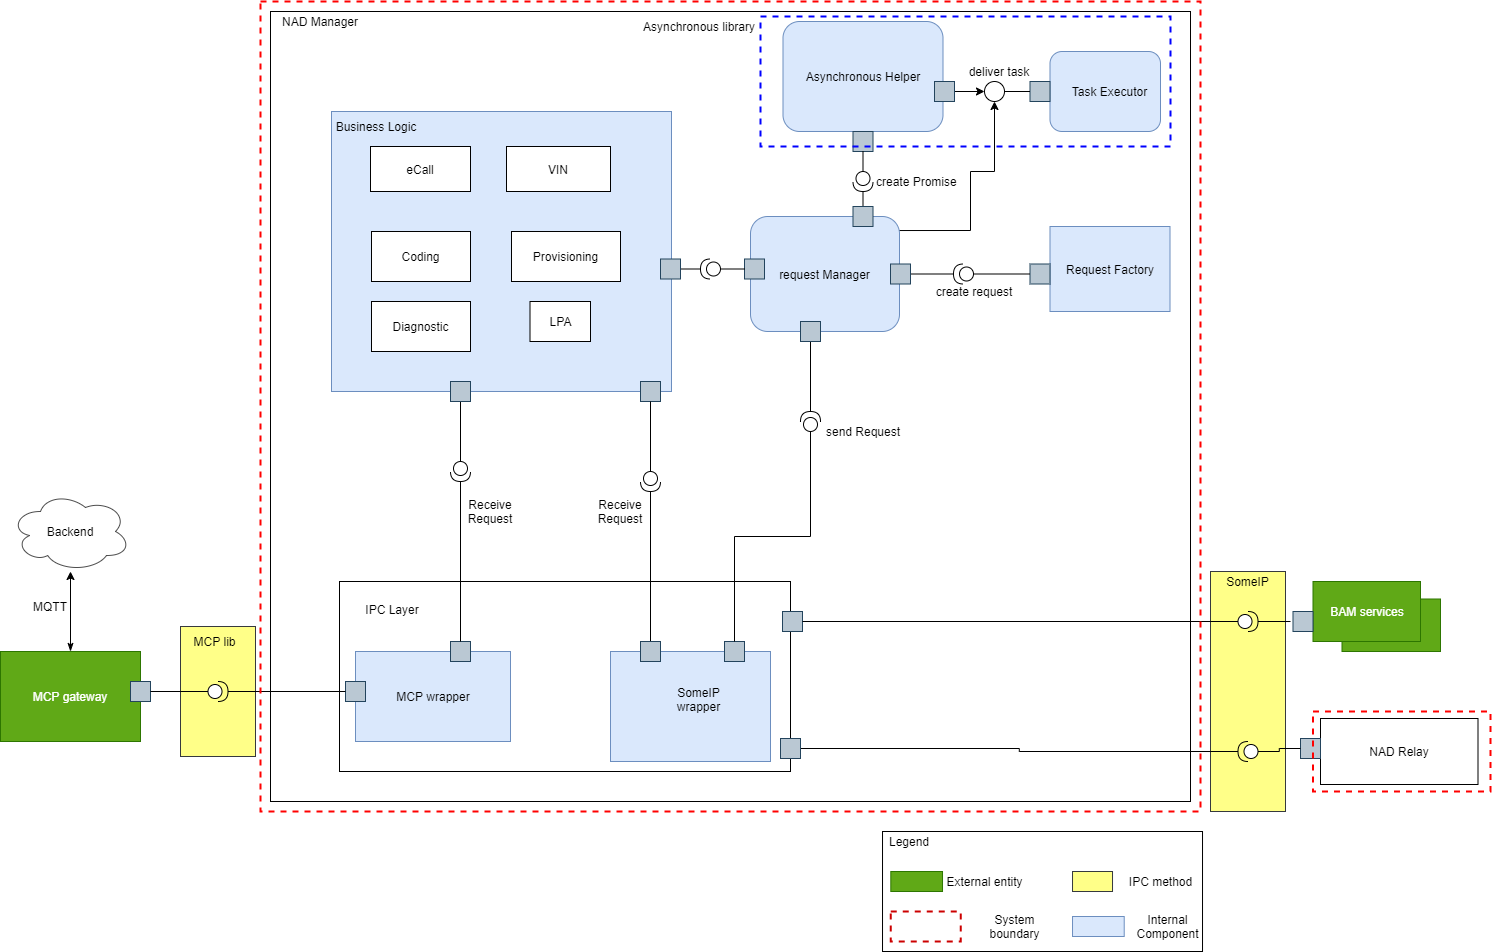 NAD Manager
Asynchronous library
Asynchronous Helper
deliver task
Task Executor
Business Logic
eCall
VIN
create Promise
Coding
Provisioning
request Manager
Request Factory
create request
Diagnostic
LPA
send Request
Receive
Request
Receive
Request
Backend
MQTT
IPC Layer
SomeIP
BAM services
MCP lib
MCP gateway
MCP wrapper
SomeIP
wrapper
NAD Relay
Legend
External entity
IPC method
System
boundary
Internal
Component